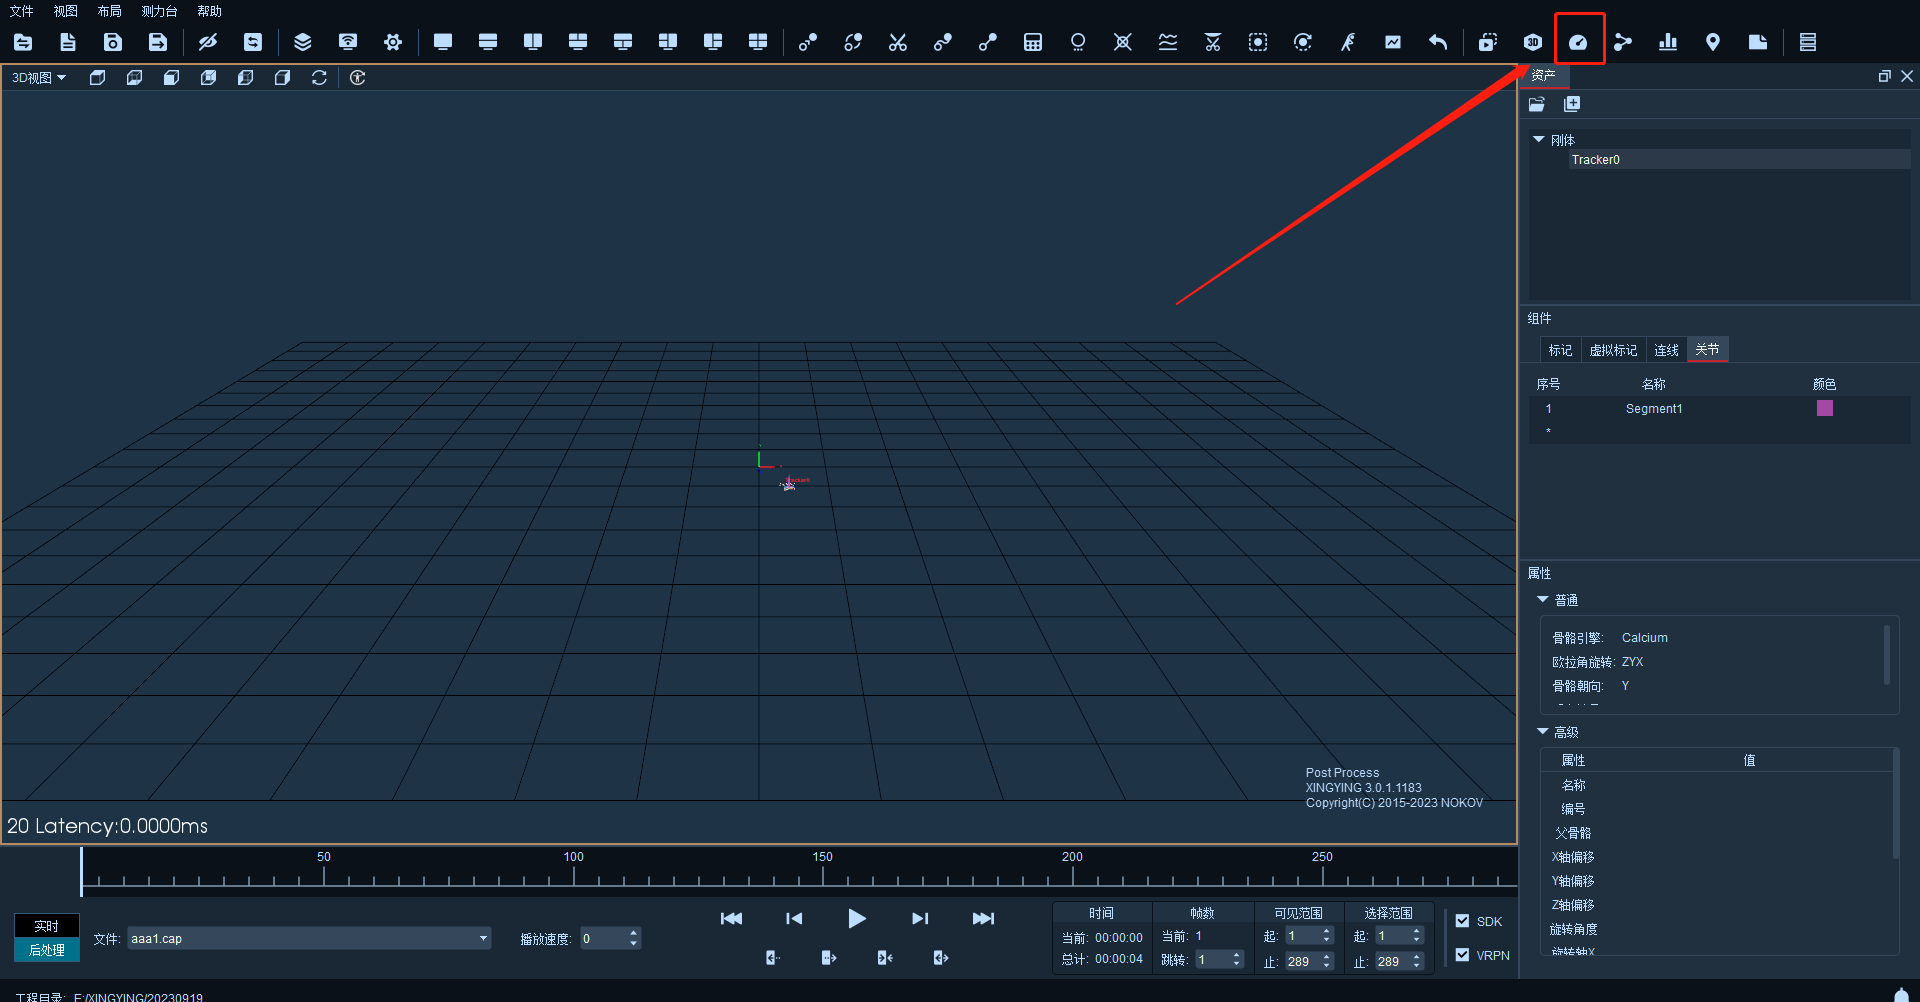 文件 视图 布局 测力台 帮助
3D视图
资产
刚体
Tracker0
组件
标记 虚拟标记 连线 关节
序号 名称 颜色
1 Segment1
*
Tracker0
属性
普通
骨骼引擎: Calcium
欧拉角旋转: ZYX
骨骼朝向: Y
高级
属性 值
名称
编号
父骨骼
X轴偏移
Y轴偏移
Z轴偏移
旋转角度
旋转轴X
Post Process
XINGYING 3.0.1.1183
Copyright(C) 2015-2023 NOKOV
20 Latency:0.0000ms
50 100 150 200 250
实时
后处理
文件: aaa1.cap
播放速度: 0
时间 帧数 可见范围 选择范围
当前: 00:00:00 当前: 1 起: 1 起: 1
总计: 00:00:04 跳转: 1 止: 289 止: 289
SDK
VRPN
工程目录: F:/XINGYING/20230919